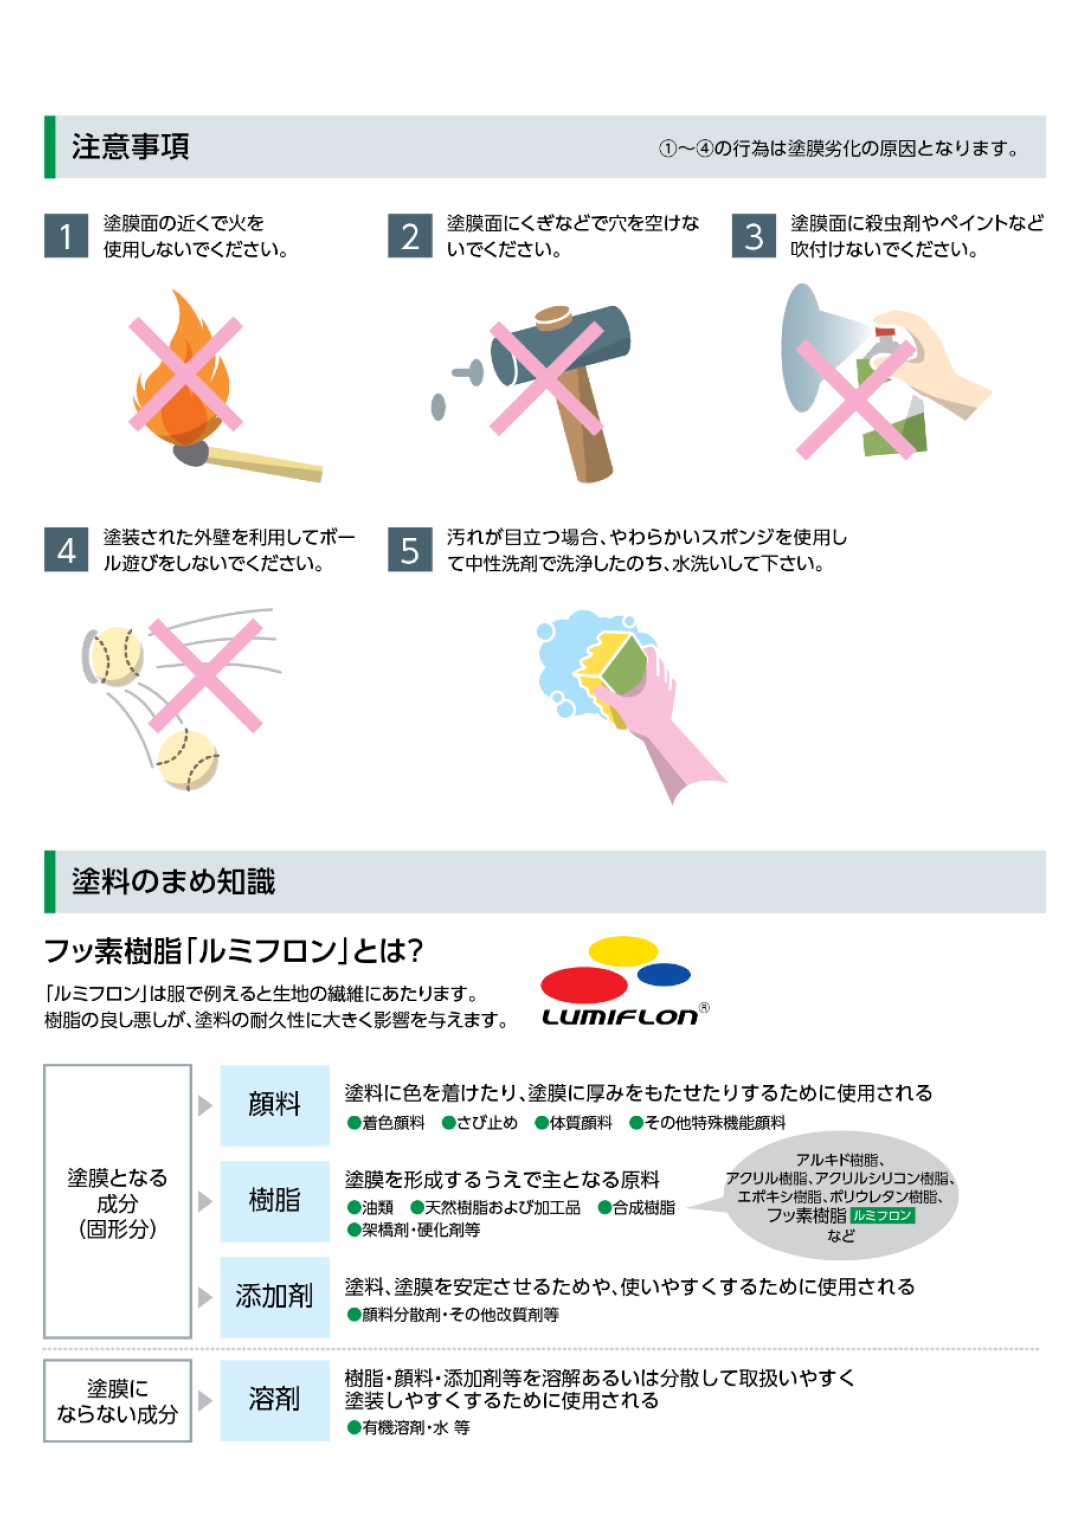 注意事項
①〜④の行為は塗膜劣化の原因となります。
1
塗膜面の近くで火を
使用しないでください。
2
塗膜面にくぎなどで穴を空けな
いでください。
3
塗膜面に殺虫剤やペイントなど
吹付けないでください。
4
塗装された外壁を利用してボー
ル遊びをしないでください。
5
汚れが目立つ場合、やわらかいスポンジを使用し
て中性洗剤で洗浄したのち、水洗いして下さい。
塗料のまめ知識
フッ素樹脂「ルミフロン」とは?
「ルミフロン」は服で例えると生地の繊維にあたります。
樹脂の良し悪しが、塗料の耐久性に大きく影響を与えます。
LUMIFLON®
塗膜となる
成分
(固形分)
顔料
塗料に色を着けたり、塗膜に厚みをもたせたりするために使用される
●着色顔料 ●さび止め ●体質顔料 ●その他特殊機能顔料
樹脂
塗膜を形成するうえで主となる原料
●油類 ●天然樹脂および加工品 ●合成樹脂
●架橋剤・硬化剤等
アルキド樹脂、
アクリル樹脂、アクリルシリコン樹脂、
エポキシ樹脂、ポリウレタン樹脂、
フッ素樹脂 ルミフロン
など
添加剤
塗料、塗膜を安定させるためや、使いやすくするために使用される
●顔料分散剤・その他改質剤等
塗膜に
ならない成分
溶剤
樹脂・顔料・添加剤等を溶解あるいは分散して取扱いやすく
塗装しやすくするために使用される
●有機溶剤・水 等